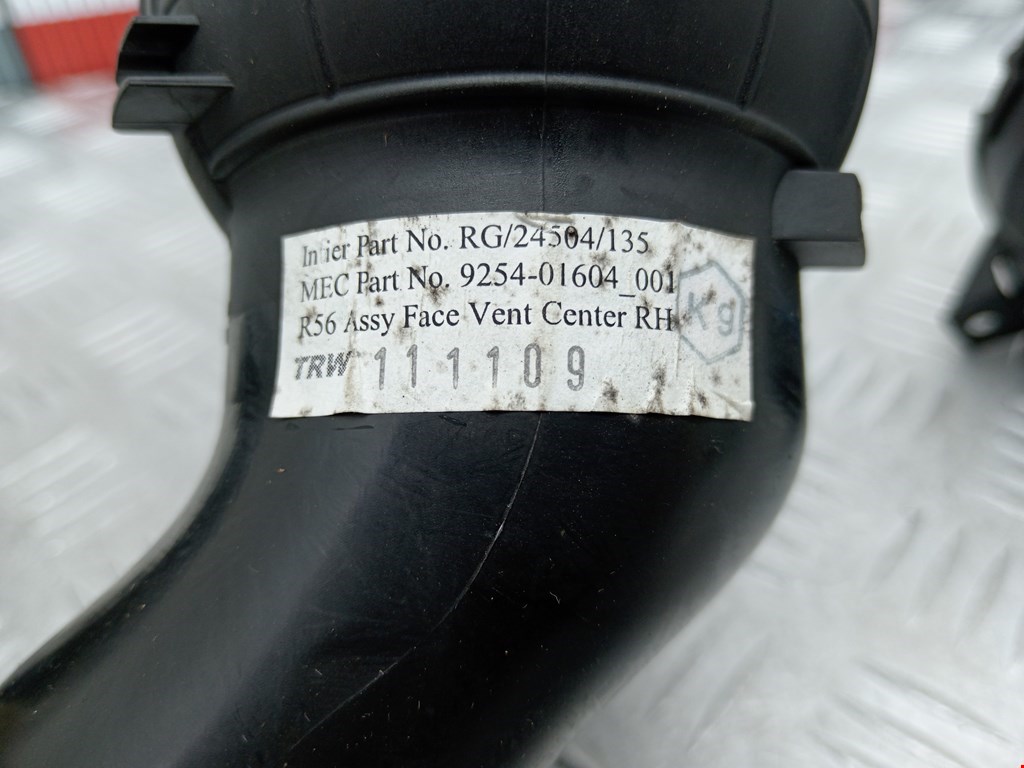 Intier Part No. RG/24504/135
MEC Part No. 9254-01604_001
R56 Assy Face Vent Center RH
Kg
TRW 111109